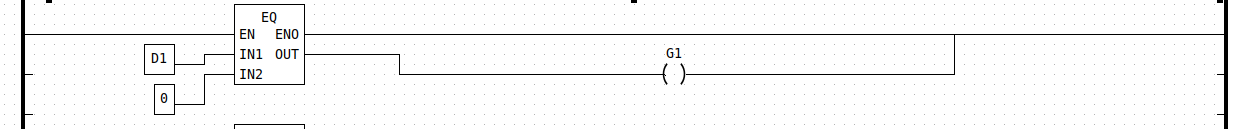 EQ
EN ENO
D1 IN1 OUT G1
IN2
0